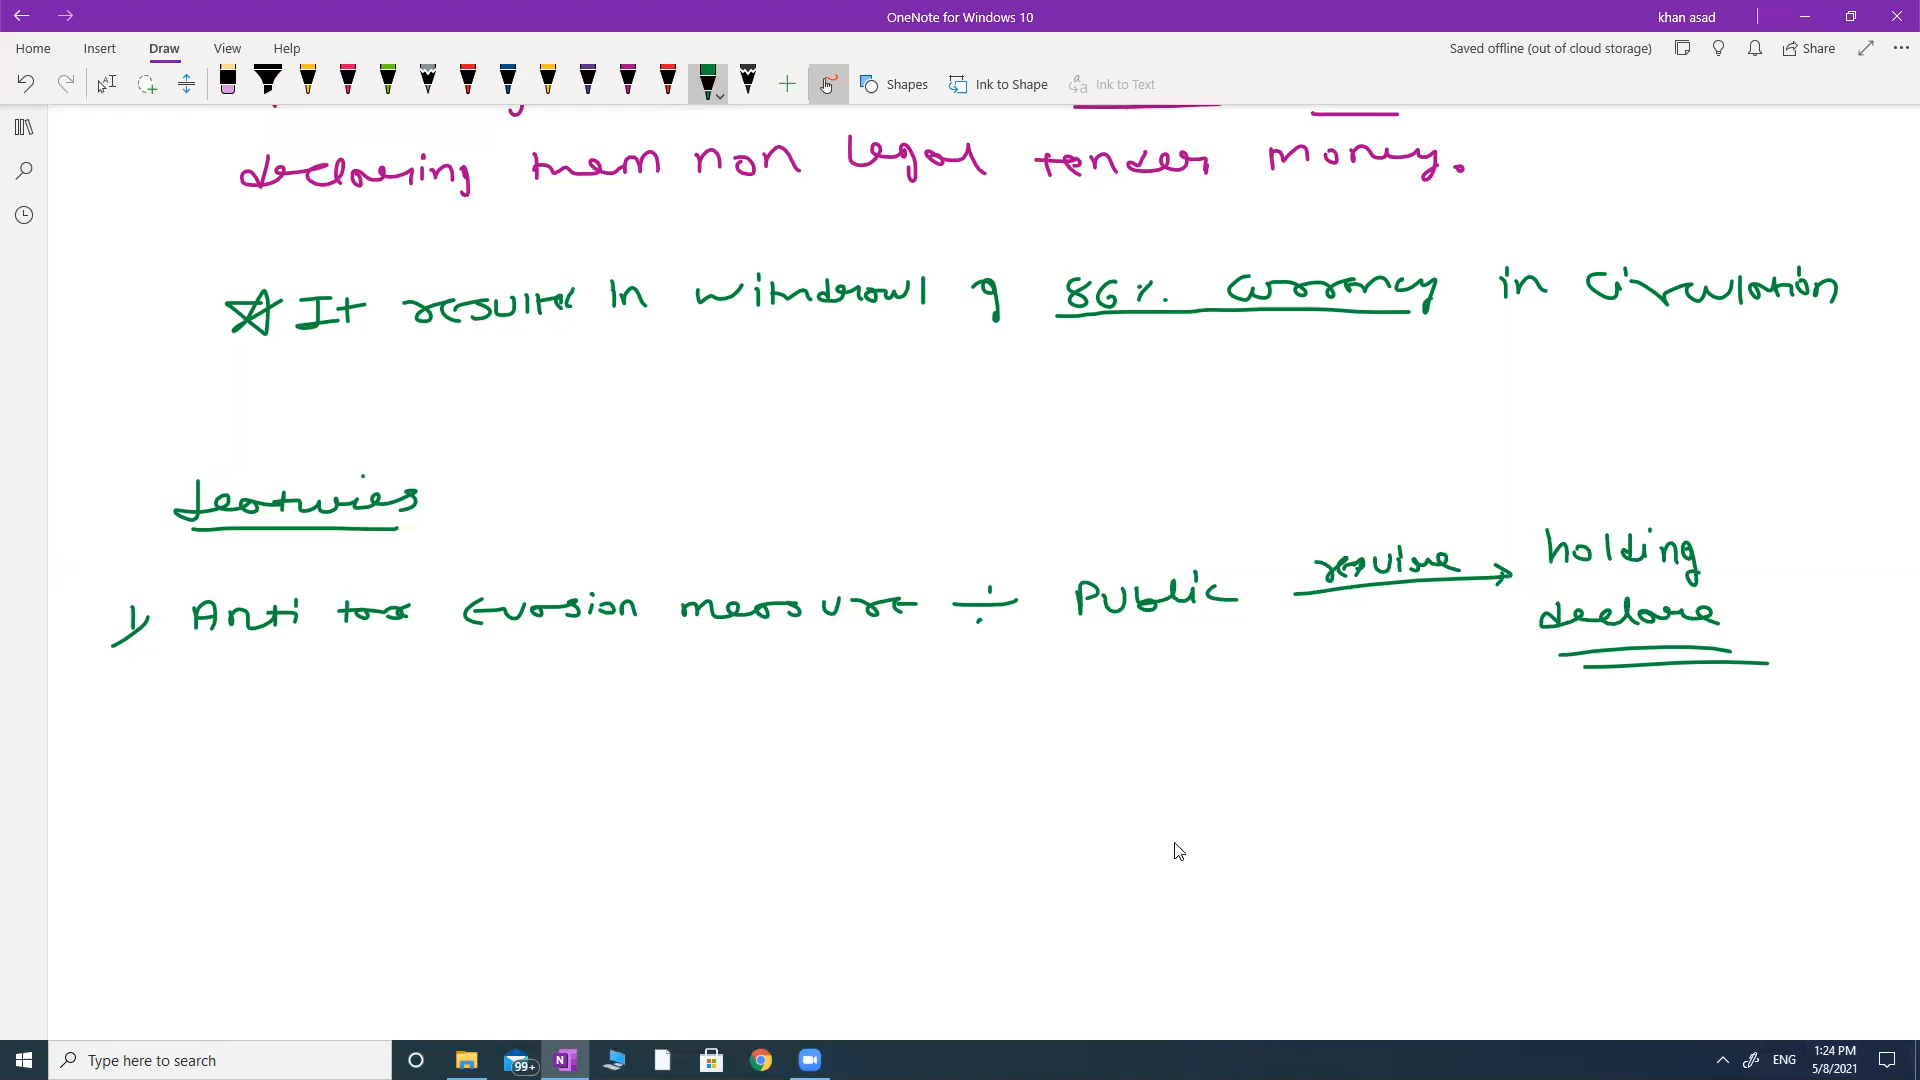 OneNote for Windows 10
khan asad
Home Insert Draw View Help
Saved offline (out of cloud storage)
Share
Shapes
Ink to Shape
Ink to Text
declaring them non legal tender money.
It resulted in withdrawl of 86% currency in circulation
features
1) Anti tax evasion measure ÷ Public require → holding
declare
Type here to search
99+
ENG
1:24 PM
5/8/2021